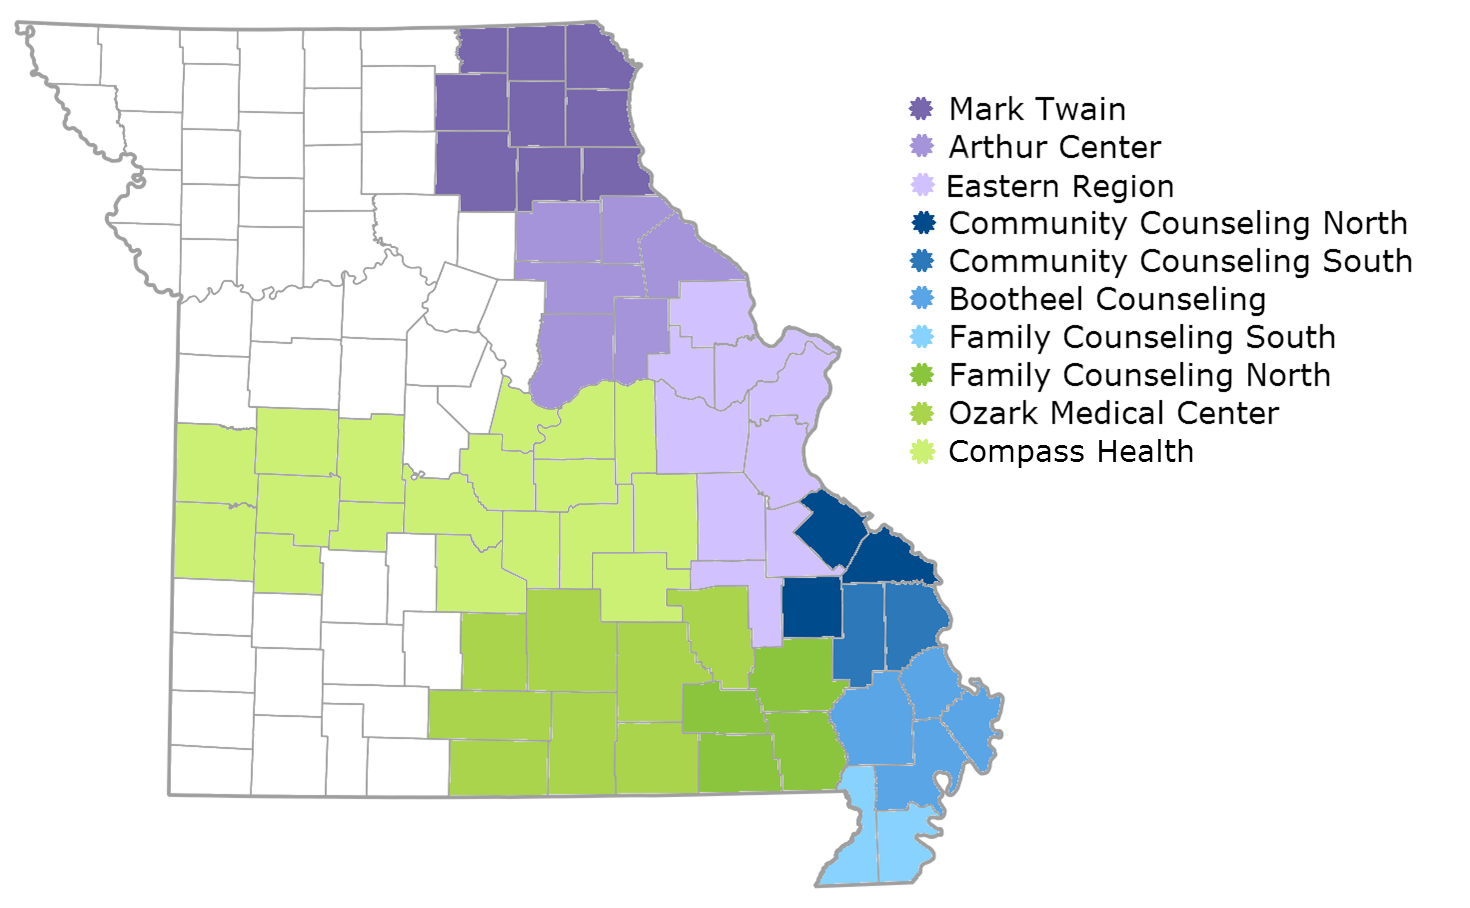 Mark Twain
Arthur Center
Eastern Region
Community Counseling North
Community Counseling South
Bootheel Counseling
Family Counseling South
Family Counseling North
Ozark Medical Center
Compass Health